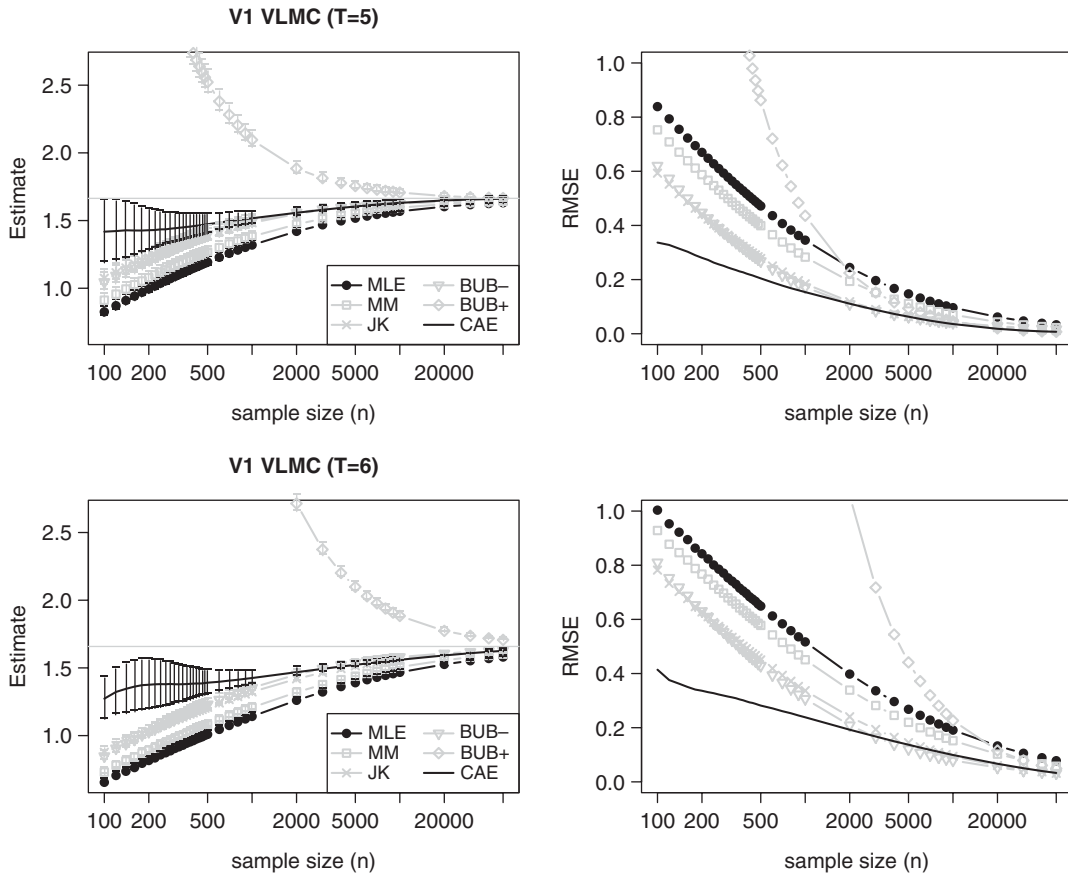 V1 VLMC (T=5)
Estimate
2.5
2.0
1.5
1.0
MLE
MM
JK
BUB−
BUB+
CAE
100 200 500 2000 5000 20000
sample size (n)
RMSE
1.0
0.8
0.6
0.4
0.2
0.0
100 200 500 2000 5000 20000
sample size (n)
V1 VLMC (T=6)
Estimate
2.5
2.0
1.5
1.0
MLE
MM
JK
BUB−
BUB+
CAE
100 200 500 2000 5000 20000
sample size (n)
RMSE
1.0
0.8
0.6
0.4
0.2
0.0
100 200 500 2000 5000 20000
sample size (n)